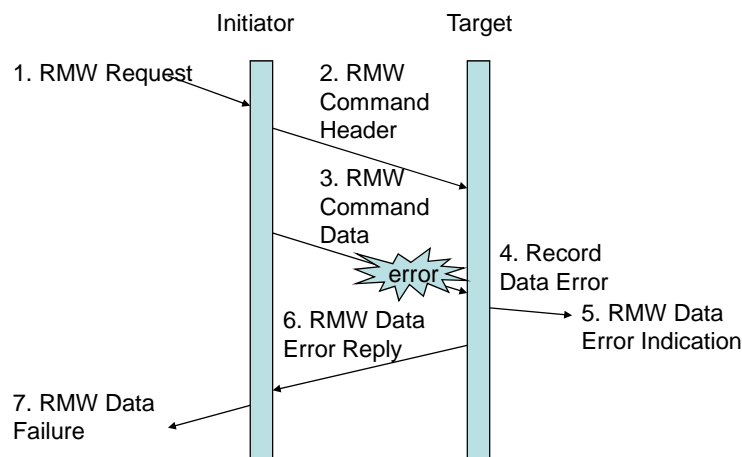 Initiator
Target
1. RMW Request
2. RMW
Command
Header
3. RMW
Command
Data
error
4. Record
Data Error
5. RMW Data
Error Indication
6. RMW Data
Error Reply
7. RMW Data
Failure